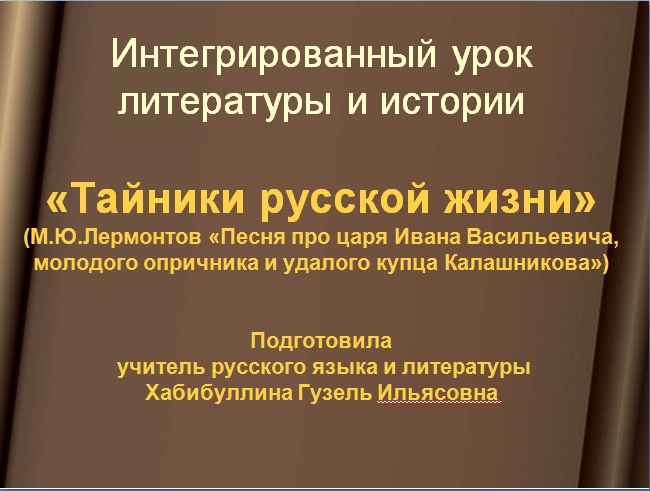 Интегрированный урок
литературы и истории
«Тайники русской жизни»
(М.Ю.Лермонтов «Песня про царя Ивана Васильевича,
молодого опричника и удалого купца Калашникова»)
Подготовила
учитель русского языка и литературы
Хабибуллина Гузель Ильясовна